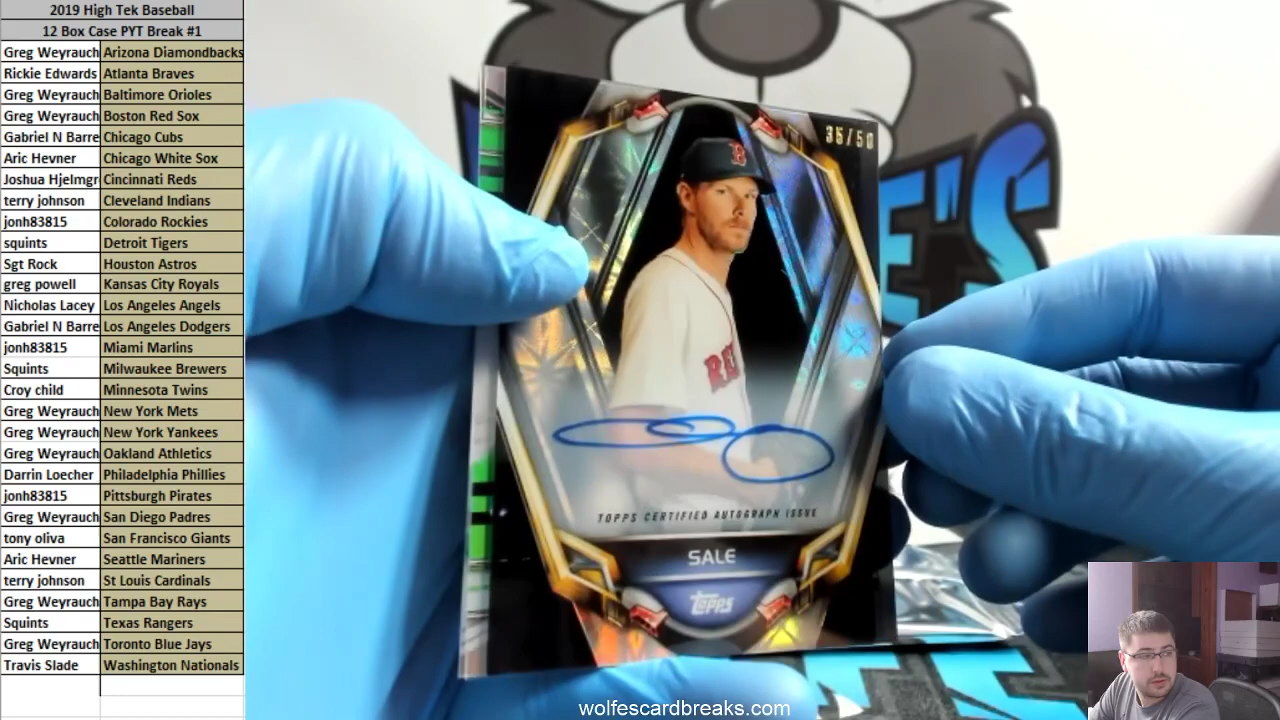 2019 High Tek Baseball
12 Box Case PYT Break #1
Greg Weyrauch Arizona Diamondbacks
Rickie Edwards Atlanta Braves
Greg Weyrauch Baltimore Orioles
Greg Weyrauch Boston Red Sox
Gabriel N Barre Chicago Cubs
Aric Hevner Chicago White Sox
Joshua Hjelmgr Cincinnati Reds
terry johnson Cleveland Indians
jonh83815 Colorado Rockies
squints Detroit Tigers
Sgt Rock Houston Astros
greg powell Kansas City Royals
Nicholas Lacey Los Angeles Angels
Gabriel N Barre Los Angeles Dodgers
jonh83815 Miami Marlins
Squints Milwaukee Brewers
Croy child Minnesota Twins
Greg Weyrauch New York Mets
Greg Weyrauch New York Yankees
Greg Weyrauch Oakland Athletics
Darrin Loecher Philadelphia Phillies
jonh83815 Pittsburgh Pirates
Greg Weyrauch San Diego Padres
tony oliva San Francisco Giants
Aric Hevner Seattle Mariners
terry johnson St Louis Cardinals
Greg Weyrauch Tampa Bay Rays
Squints Texas Rangers
Greg Weyrauch Toronto Blue Jays
Travis Slade Washington Nationals
35/50
B
RE
TOPPS CERTIFIED AUTOGRAPH ISSUE
SALE
Topps
E'S
wolfescardbreaks.com